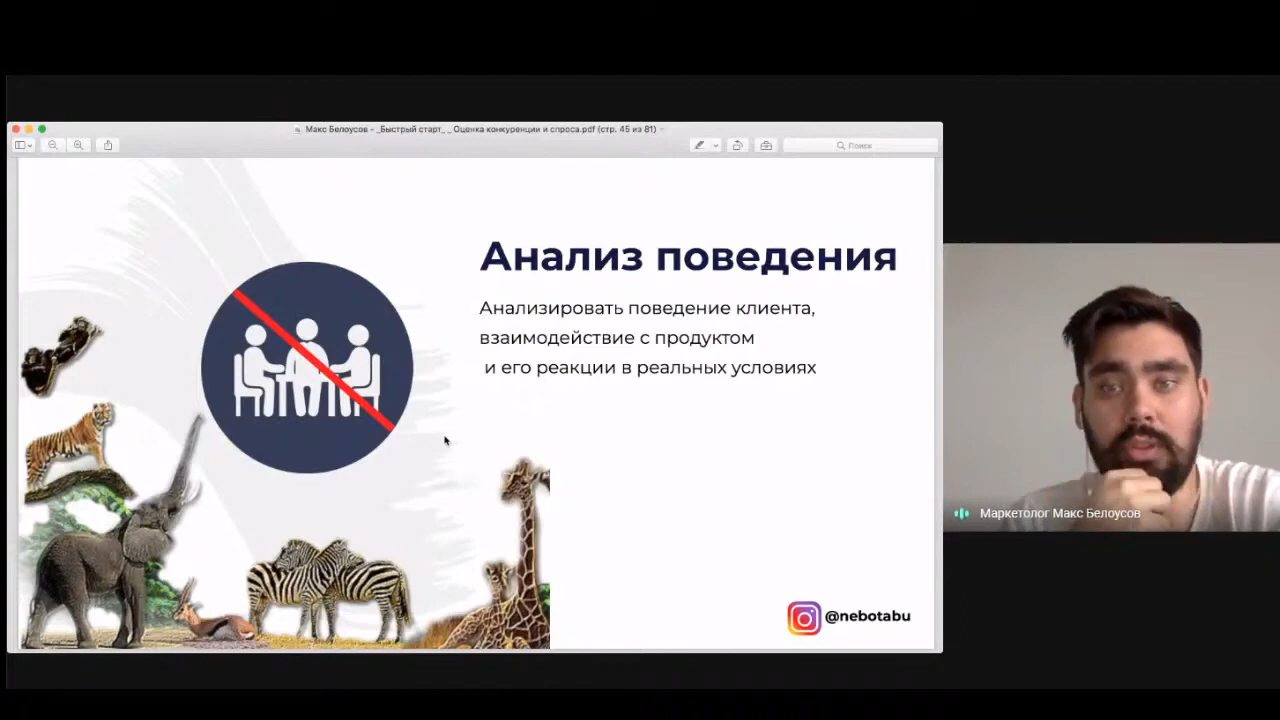 Макс Белоусов - _Быстрый старт_ _ Оценка конкуренции и спроса.pdf (стр. 45 из 81)
Поиск
Анализ поведения
Анализировать поведение клиента,
взаимодействие с продуктом
и его реакции в реальных условиях
@nebotabu
Маркетолог Макс Белоусов